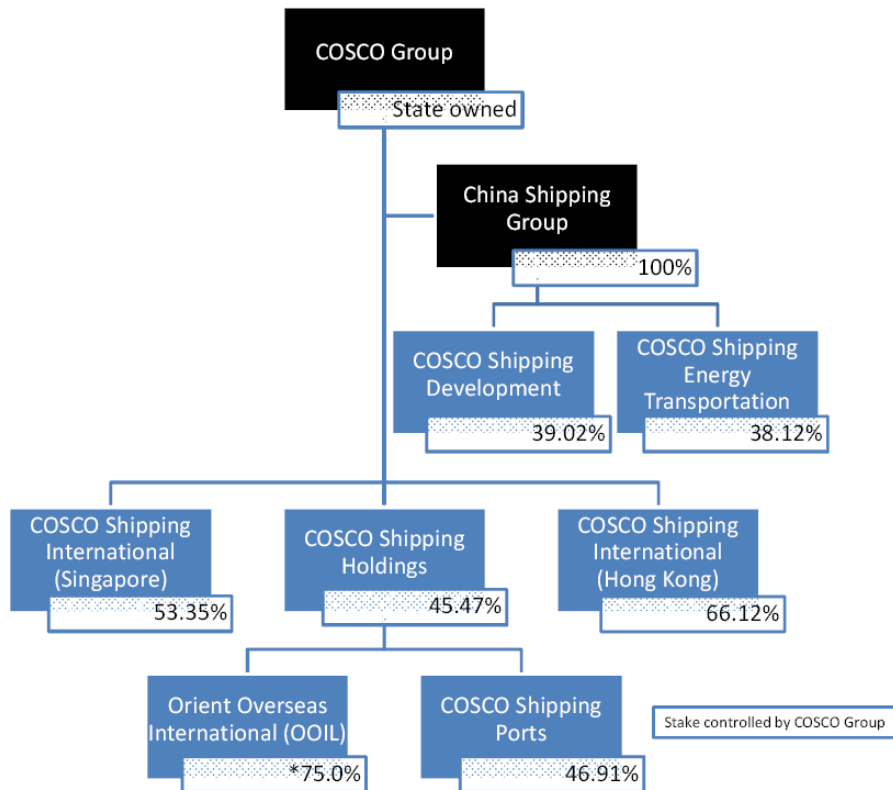 COSCO Group
State owned
China Shipping
Group
100%
COSCO Shipping
Development
39.02%
COSCO Shipping
Energy
Transportation
38.12%
COSCO Shipping
International
(Singapore)
53.35%
COSCO Shipping
Holdings
45.47%
COSCO Shipping
International
(Hong Kong)
66.12%
Orient Overseas
International (OOIL)
*75.0%
COSCO Shipping
Ports
46.91%
Stake controlled by COSCO Group